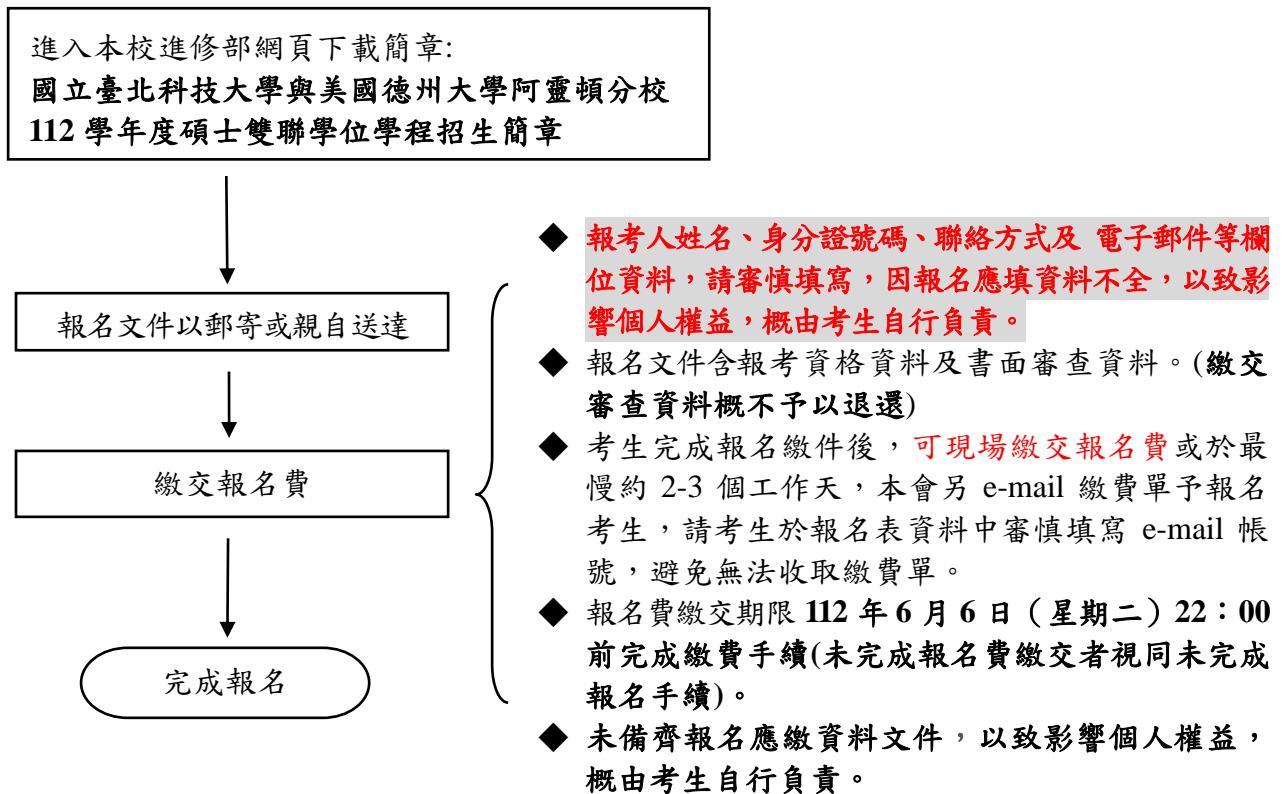 進入本校進修部網頁下載簡章:
國立臺北科技大學與美國德州大學阿靈頓分校
112 學年度碩士雙聯學位學程招生簡章
報名文件以郵寄或親自送達
繳交報名費
完成報名
◆ 報考人姓名、身分證號碼、聯絡方式及 電子郵件等欄
位資料，請審慎填寫，因報名應填資料不全，以致影
響個人權益，概由考生自行負責。
◆ 報名文件含報考資格資料及書面審查資料。(繳交
審查資料概不予以退還)
◆ 考生完成報名繳件後，可現場繳交報名費或於最
慢約 2-3 個工作天，本會另 e-mail 繳費單予報名
考生，請考生於報名表資料中審慎填寫 e-mail 帳
號，避免無法收取繳費單。
◆ 報名費繳交期限 112 年 6 月 6 日（星期二）22：00
前完成繳費手續(未完成報名費繳交者視同未完成
報名手續)。
◆ 未備齊報名應繳資料文件，以致影響個人權益，
概由考生自行負責。